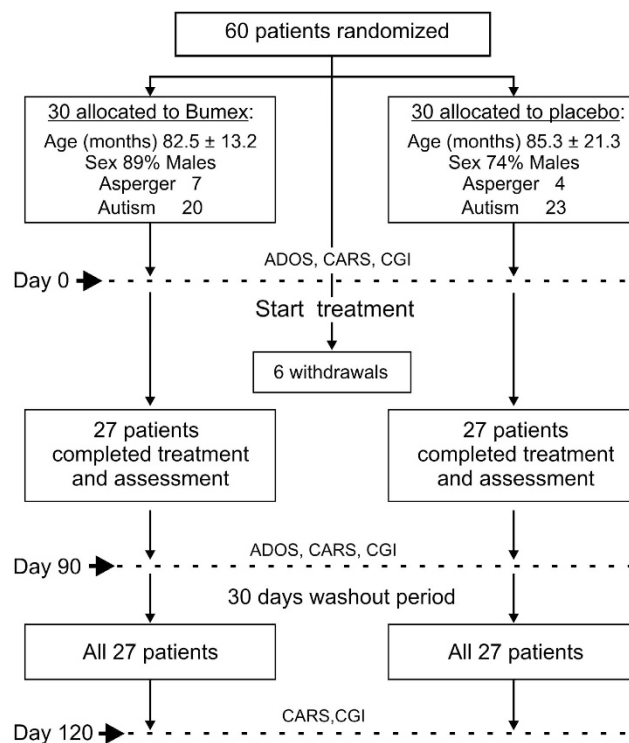 60 patients randomized
30 allocated to Bumex:
Age (months) 82.5 ± 13.2
Sex 89% Males
Asperger 7
Autism 20
30 allocated to placebo:
Age (months) 85.3 ± 21.3
Sex 74% Males
Asperger 4
Autism 23
ADOS, CARS, CGI
Day 0
Start treatment
6 withdrawals
27 patients
completed treatment
and assessment
27 patients
completed treatment
and assessment
ADOS, CARS, CGI
Day 90
30 days washout period
All 27 patients
All 27 patients
CARS,CGI
Day 120